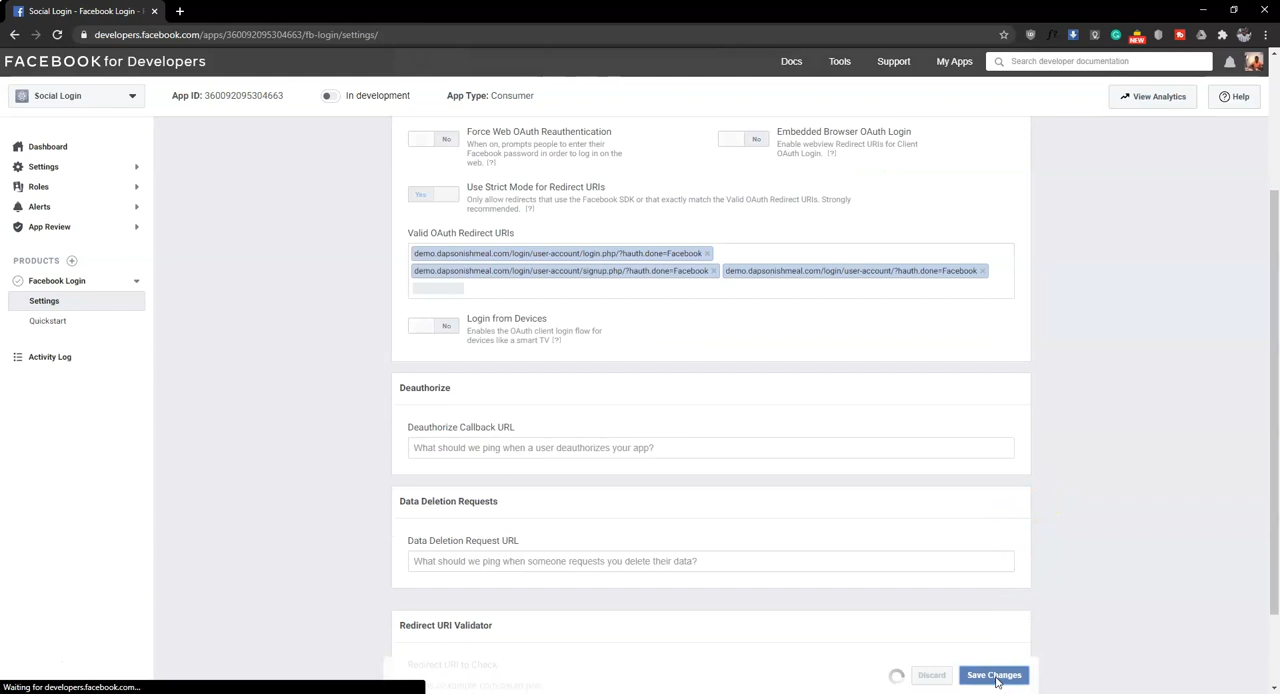 Social Login - Facebook Login -
developers.facebook.com/apps/360092095304663/fb-login/settings/
NEW
FACEBOOK for Developers
Docs
Tools
Support
My Apps
Search developer documentation
Social Login
App ID: 360092095304663
In development
App Type: Consumer
View Analytics
Help
Dashboard
Settings
Roles
Alerts
App Review
PRODUCTS
Facebook Login
Settings
Quickstart
Activity Log
No
Force Web OAuth Reauthentication
When on, prompts people to enter their
Facebook password in order to log in on the
web. [?]
No
Embedded Browser OAuth Login
Enable webview Redirect URIs for Client
OAuth Login. [?]
Yes
Use Strict Mode for Redirect URIs
Only allow redirects that use the Facebook SDK or that exactly match the Valid OAuth Redirect URIs. Strongly
recommended. [?]
Valid OAuth Redirect URIs
demo.dapsonishmeal.com/login/user-account/login.php/?hauth.done=Facebook ×
demo.dapsonishmeal.com/login/user-account/signup.php/?hauth.done=Facebook × demo.dapsonishmeal.com/login/user-account/?hauth.done=Facebook ×
No
Login from Devices
Enables the OAuth client login flow for
devices like a smart TV [?]
Deauthorize
Deauthorize Callback URL
What should we ping when a user deauthorizes your app?
Data Deletion Requests
Data Deletion Request URL
What should we ping when someone requests you delete their data?
Redirect URI Validator
Redirect URI to Check
Discard
Save Changes
Waiting for developers.facebook.com...